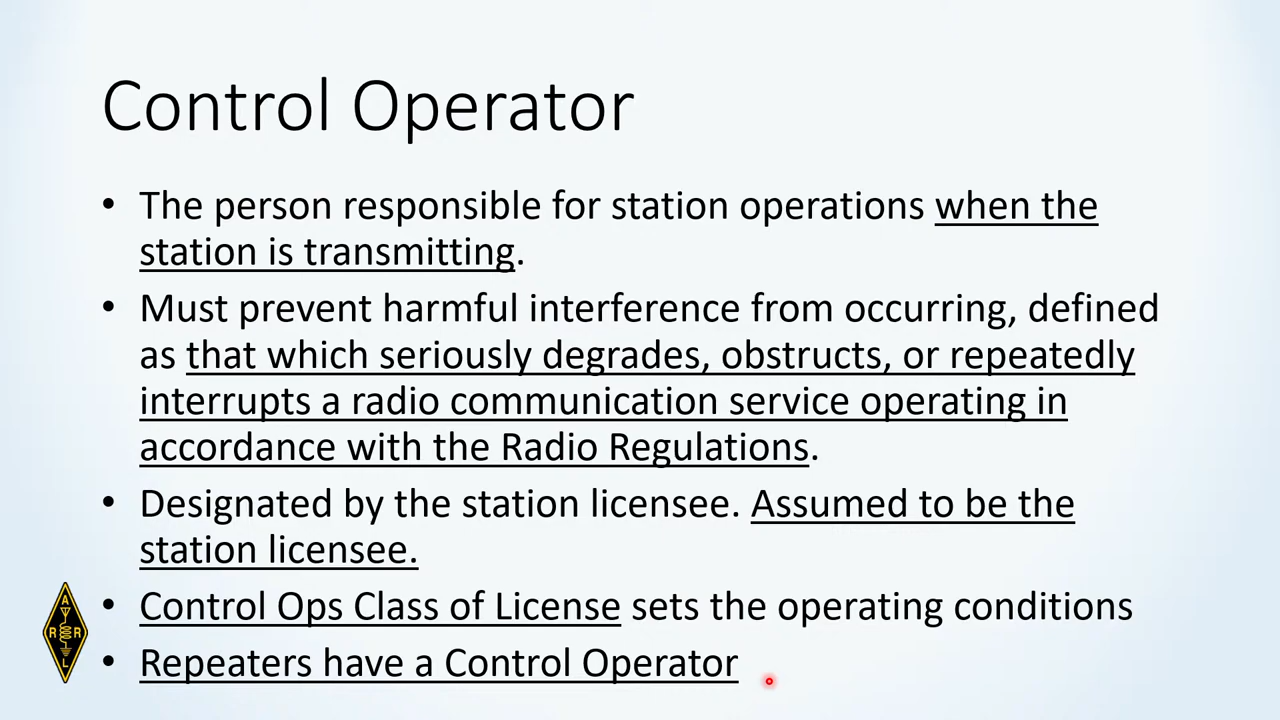 Control Operator
• The person responsible for station operations when the
station is transmitting.
• Must prevent harmful interference from occurring, defined
as that which seriously degrades, obstructs, or repeatedly
interrupts a radio communication service operating in
accordance with the Radio Regulations.
• Designated by the station licensee. Assumed to be the
station licensee.
• Control Ops Class of License sets the operating conditions
• Repeaters have a Control Operator
A
R R
L